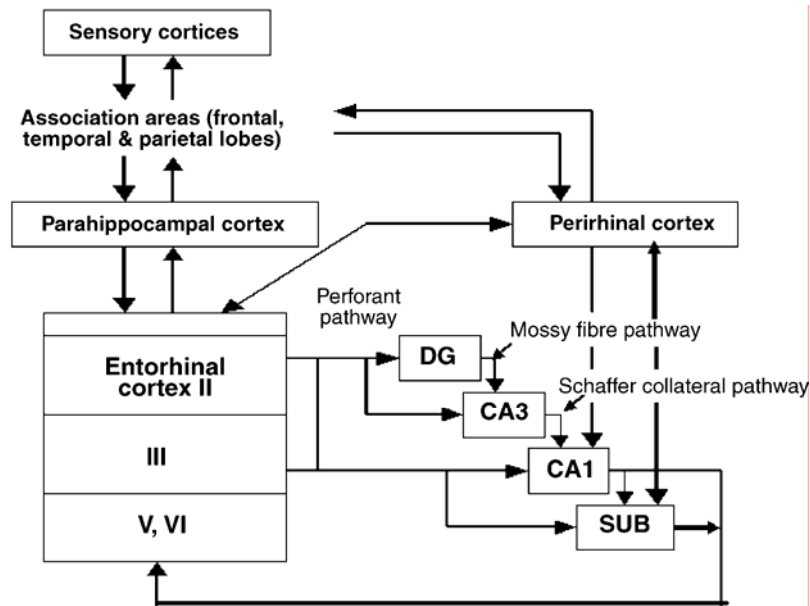 Sensory cortices
Association areas (frontal,
temporal & parietal lobes)
Parahippocampal cortex
Perirhinal cortex
Perforant
pathway
Mossy fibre pathway
Entorhinal
cortex II
DG
Schaffer collateral pathway
CA3
III
CA1
V, VI
SUB